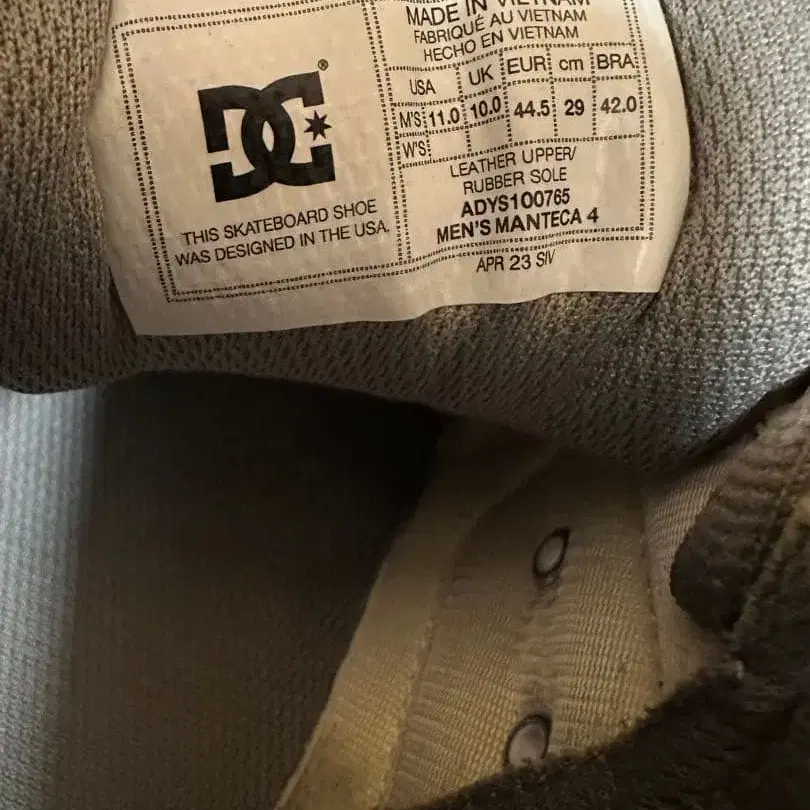 MADE IN VIETNAM
FABRIQUÉ AU VIETNAM
HECHO EN VIETNAM
USA UK EUR cm BRA
M'S 11.0 10.0 44.5 29 42.0
W'S
LEATHER UPPER/
RUBBER SOLE
ADYS100765
MEN'S MANTECA 4
APR 23 SIV
DC®
THIS SKATEBOARD SHOE
WAS DESIGNED IN THE USA.